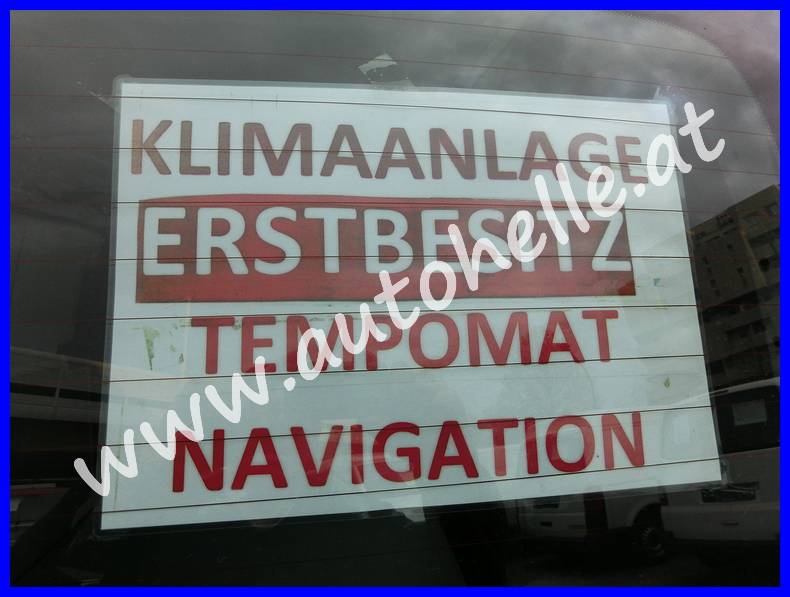 KLIMAANLAGE
ERSTBESITZ
TEMPOMAT
NAVIGATION
www.autohelle.at